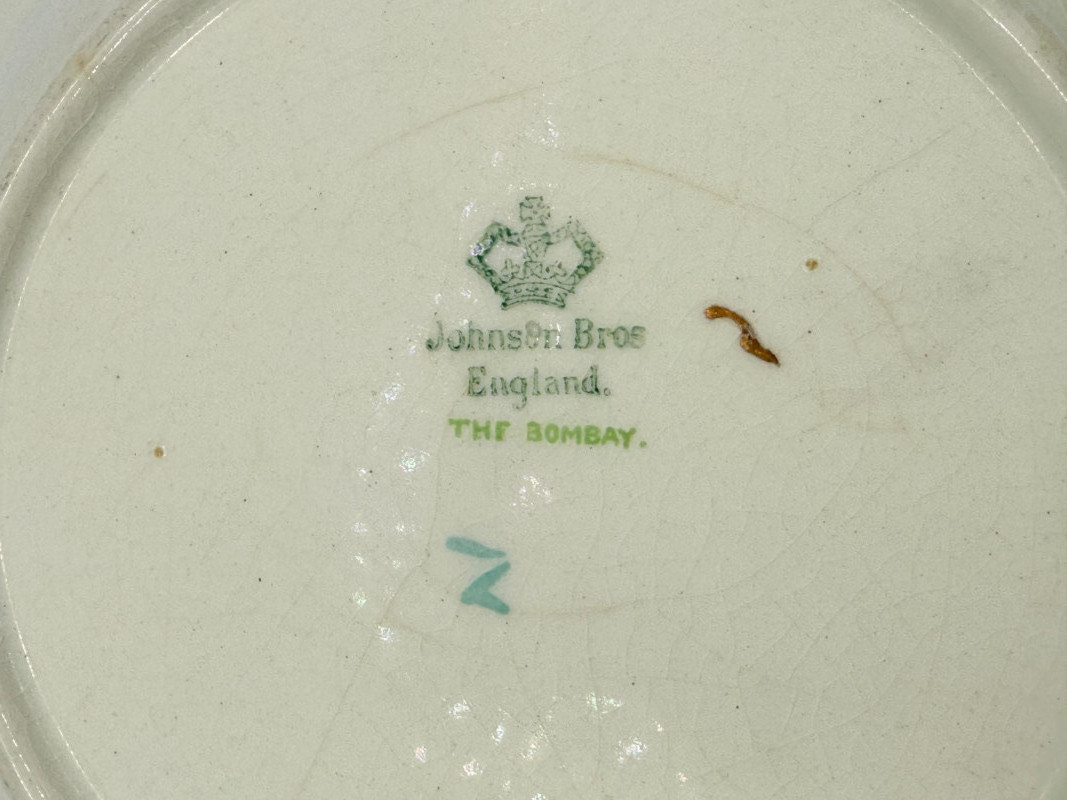 Johnson Bros
England.
THE BOMBAY.
Z